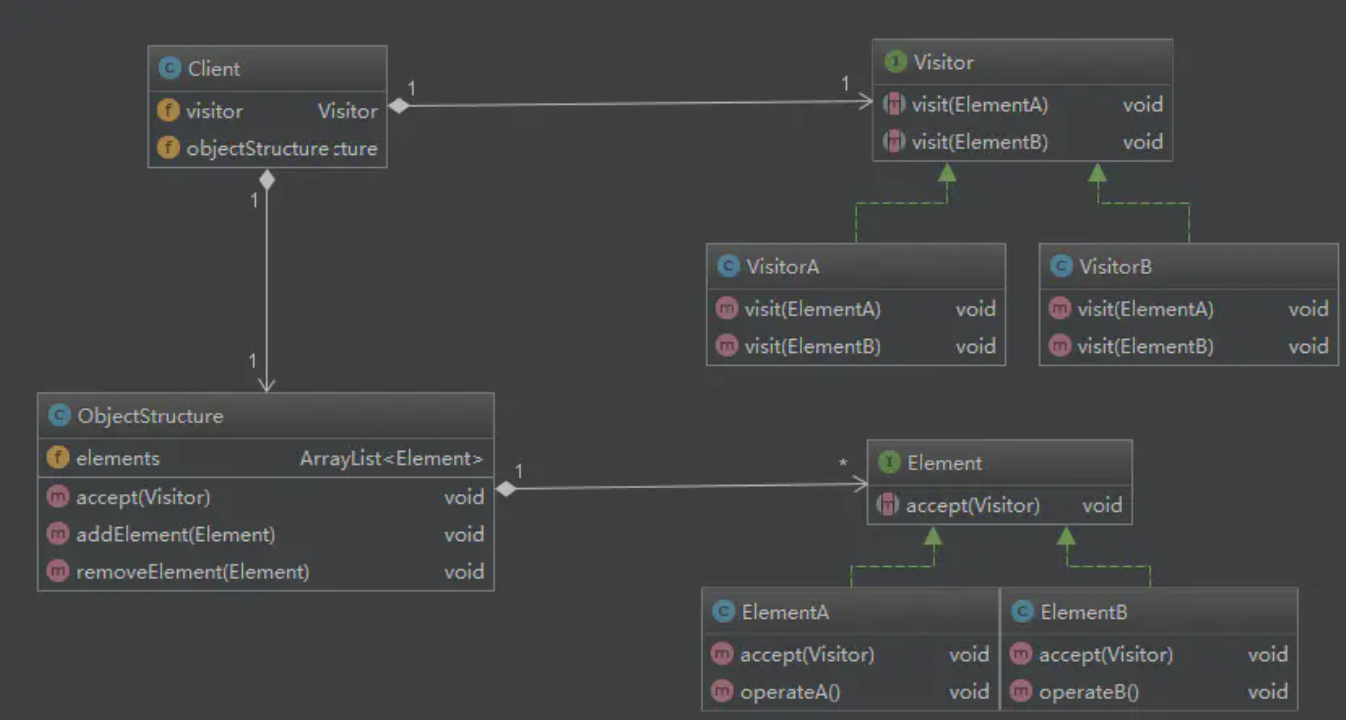 Client
visitor Visitor
objectStructure :ture
1 1
1
1
Visitor
visit(ElementA) void
visit(ElementB) void
VisitorA
visit(ElementA) void
visit(ElementB) void
VisitorB
visit(ElementA) void
visit(ElementB) void
ObjectStructure
elements ArrayList<Element>
accept(Visitor) void
addElement(Element) void
removeElement(Element) void
1 *
Element
accept(Visitor) void
ElementA
accept(Visitor) void
operateA() void
ElementB
accept(Visitor) void
operateB() void